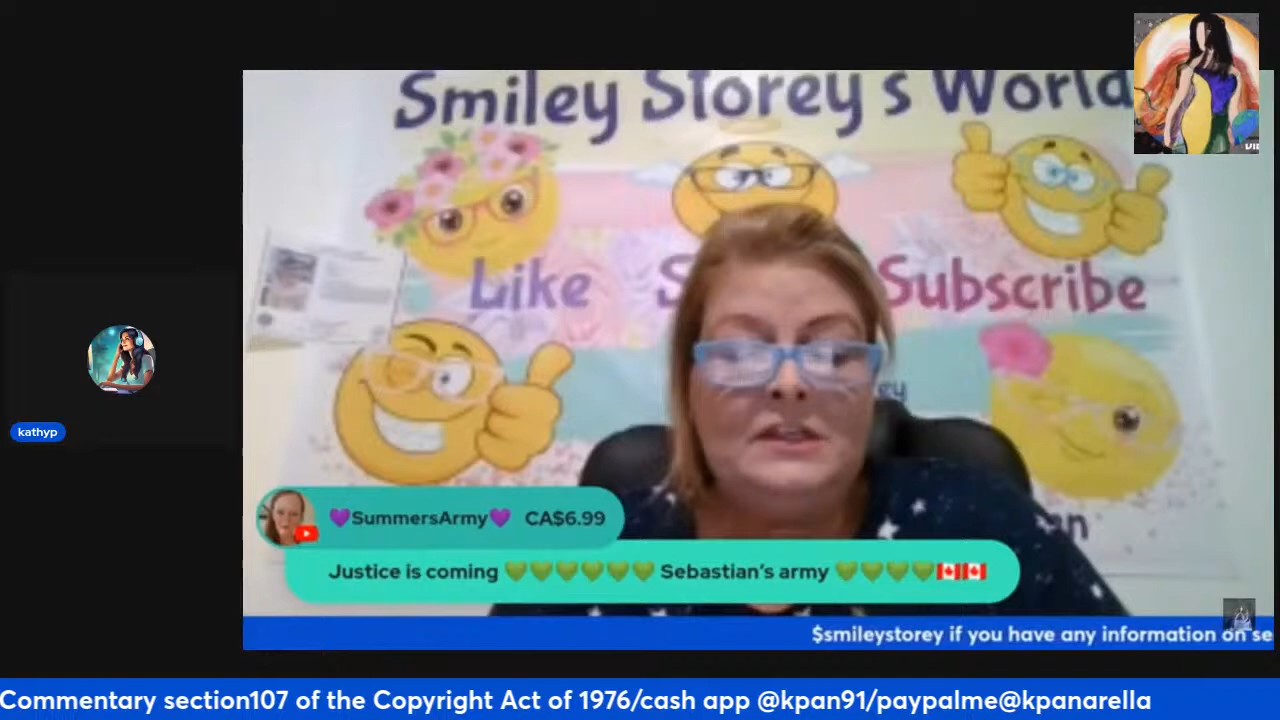 Smiley Storey's World
Like S Subscribe
ey
kathyp
💜SummersArmy💜 CA$6.99
Justice is coming 💚💚💚💚💚💚 Sebastian's army 💚💚💚💚🇨🇦🇨🇦
$smileystorey if you have any information on se
Commentary section107 of the Copyright Act of 1976/cash app @kpan91/paypalme@kpanarella